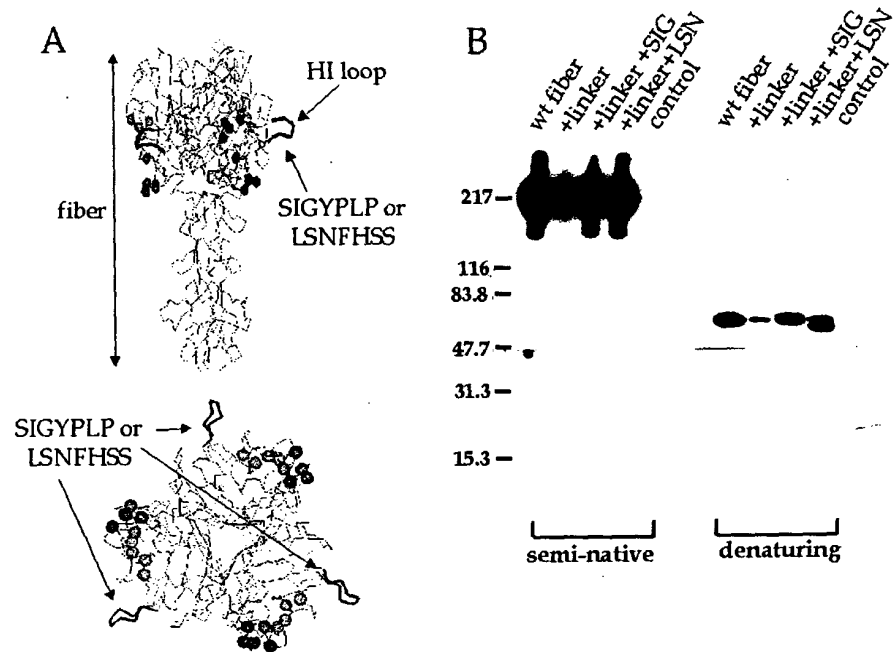 A
fiber
HI loop
SIGYPLP or
LSNFHSS
SIGYPLP or
LSNFHSS
B
wt fiber
+linker
+linker +SIG
+linker+LSN
control
wt fiber
+linker
+linker +SIG
+linker+LSN
control
217
116
83.8
47.7
31.3
15.3
semi-native
denaturing